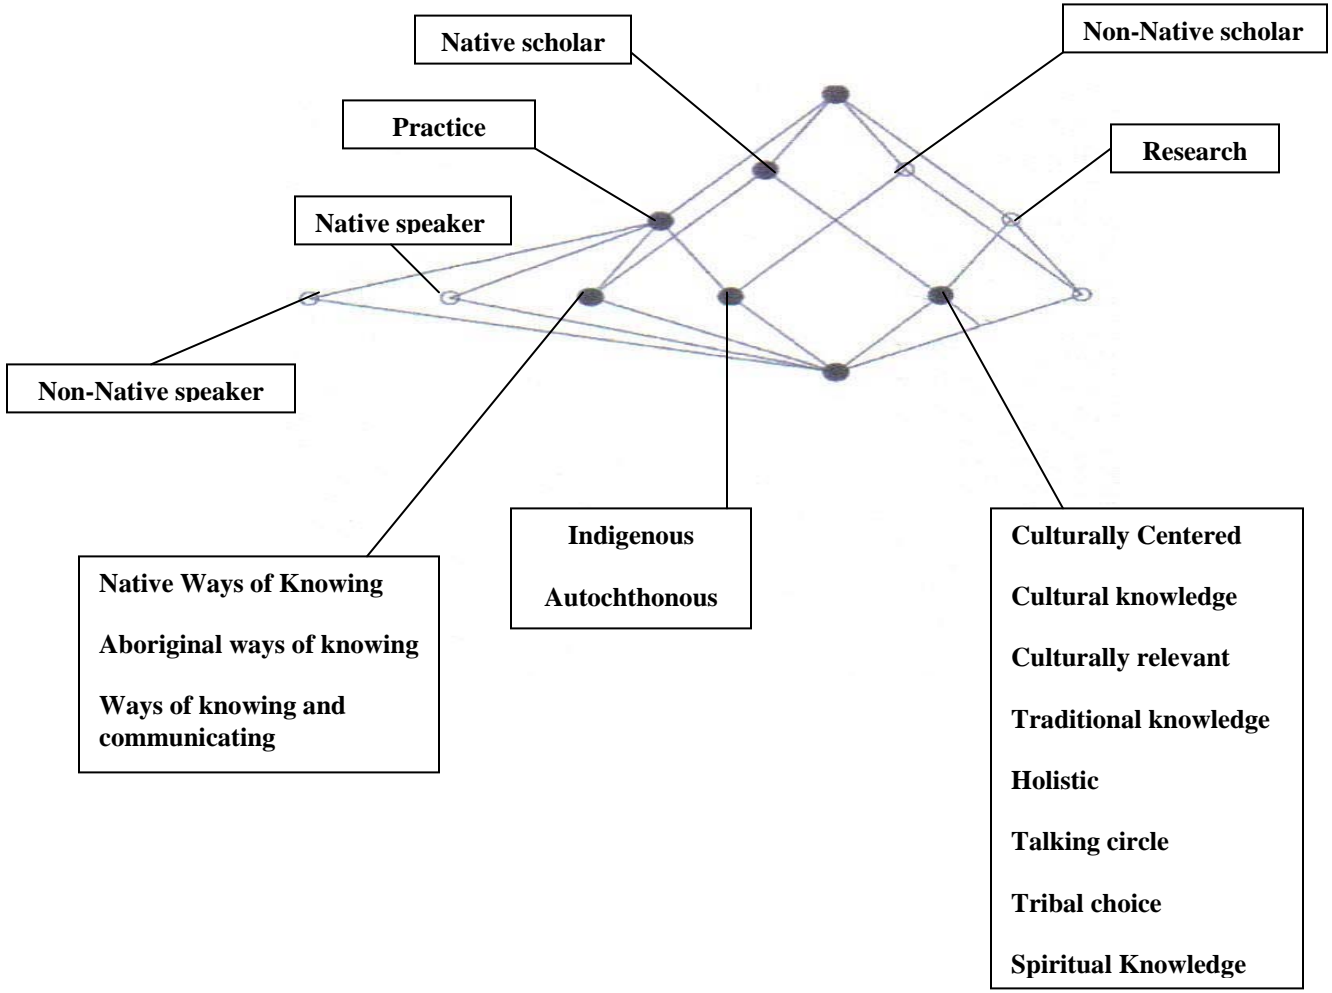 Native scholar
Non-Native scholar
Practice
Research
Native speaker
Non-Native speaker
Native Ways of Knowing
Aboriginal ways of knowing
Ways of knowing and
communicating
Indigenous
Autochthonous
Culturally Centered
Cultural knowledge
Culturally relevant
Traditional knowledge
Holistic
Talking circle
Tribal choice
Spiritual Knowledge